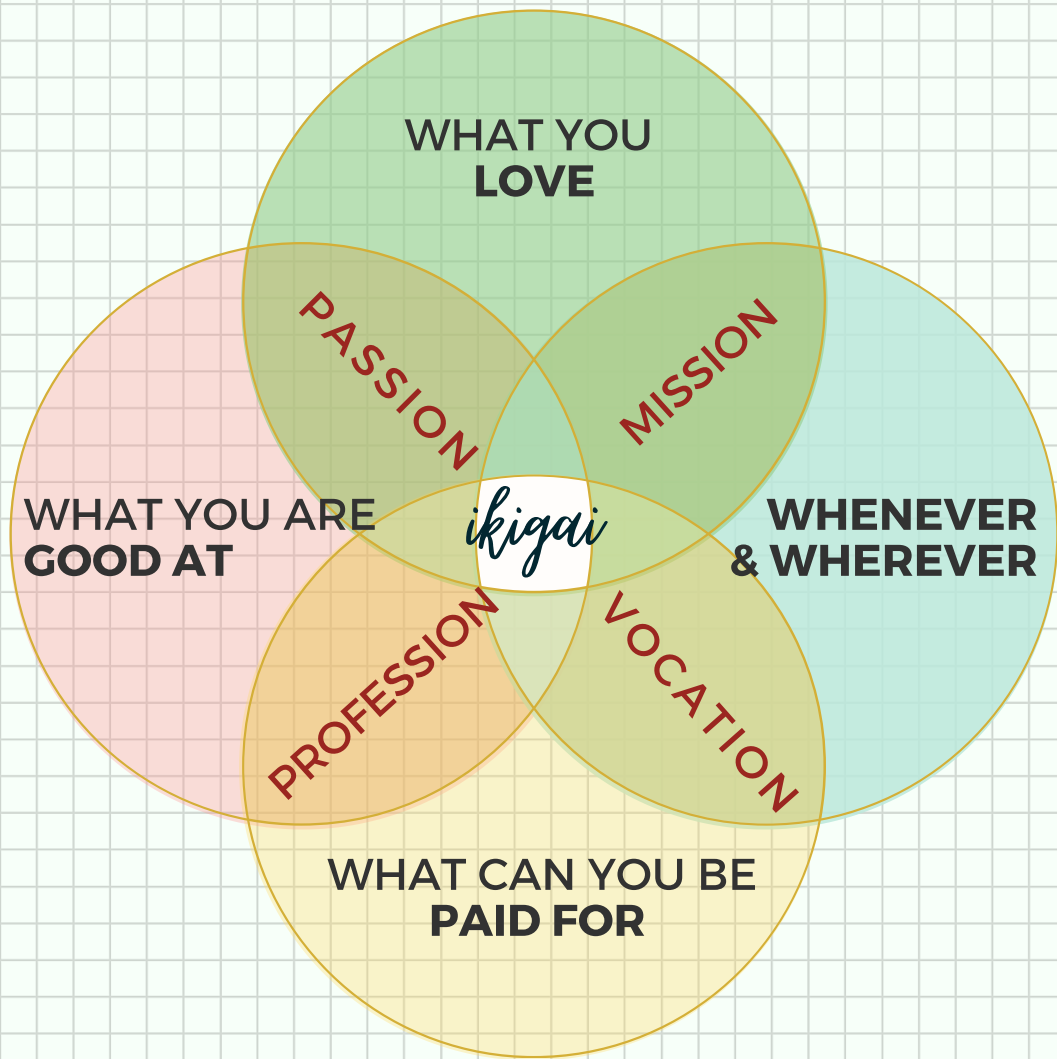 WHAT YOU
LOVE
PASSION
MISSION
WHAT YOU ARE
GOOD AT
ikigai
WHENEVER
& WHEREVER
PROFESSION
VOCATION
WHAT CAN YOU BE
PAID FOR